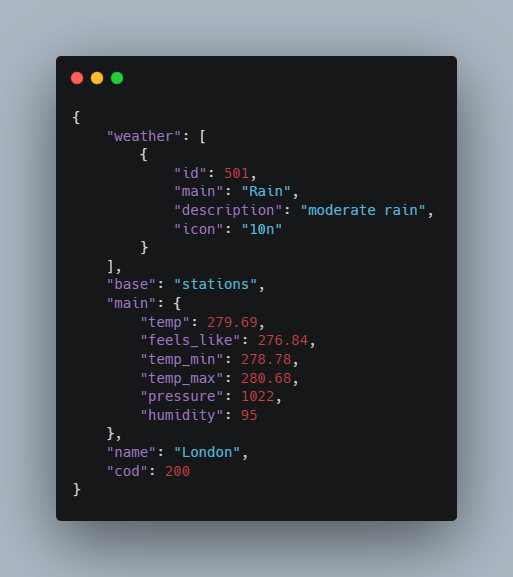 {
    "weather": [
        {
            "id": 501,
            "main": "Rain",
            "description": "moderate rain",
            "icon": "10n"
        }
    ],
    "base": "stations",
    "main": {
        "temp": 279.69,
        "feels_like": 276.84,
        "temp_min": 278.78,
        "temp_max": 280.68,
        "pressure": 1022,
        "humidity": 95
    },
    "name": "London",
    "cod": 200
}